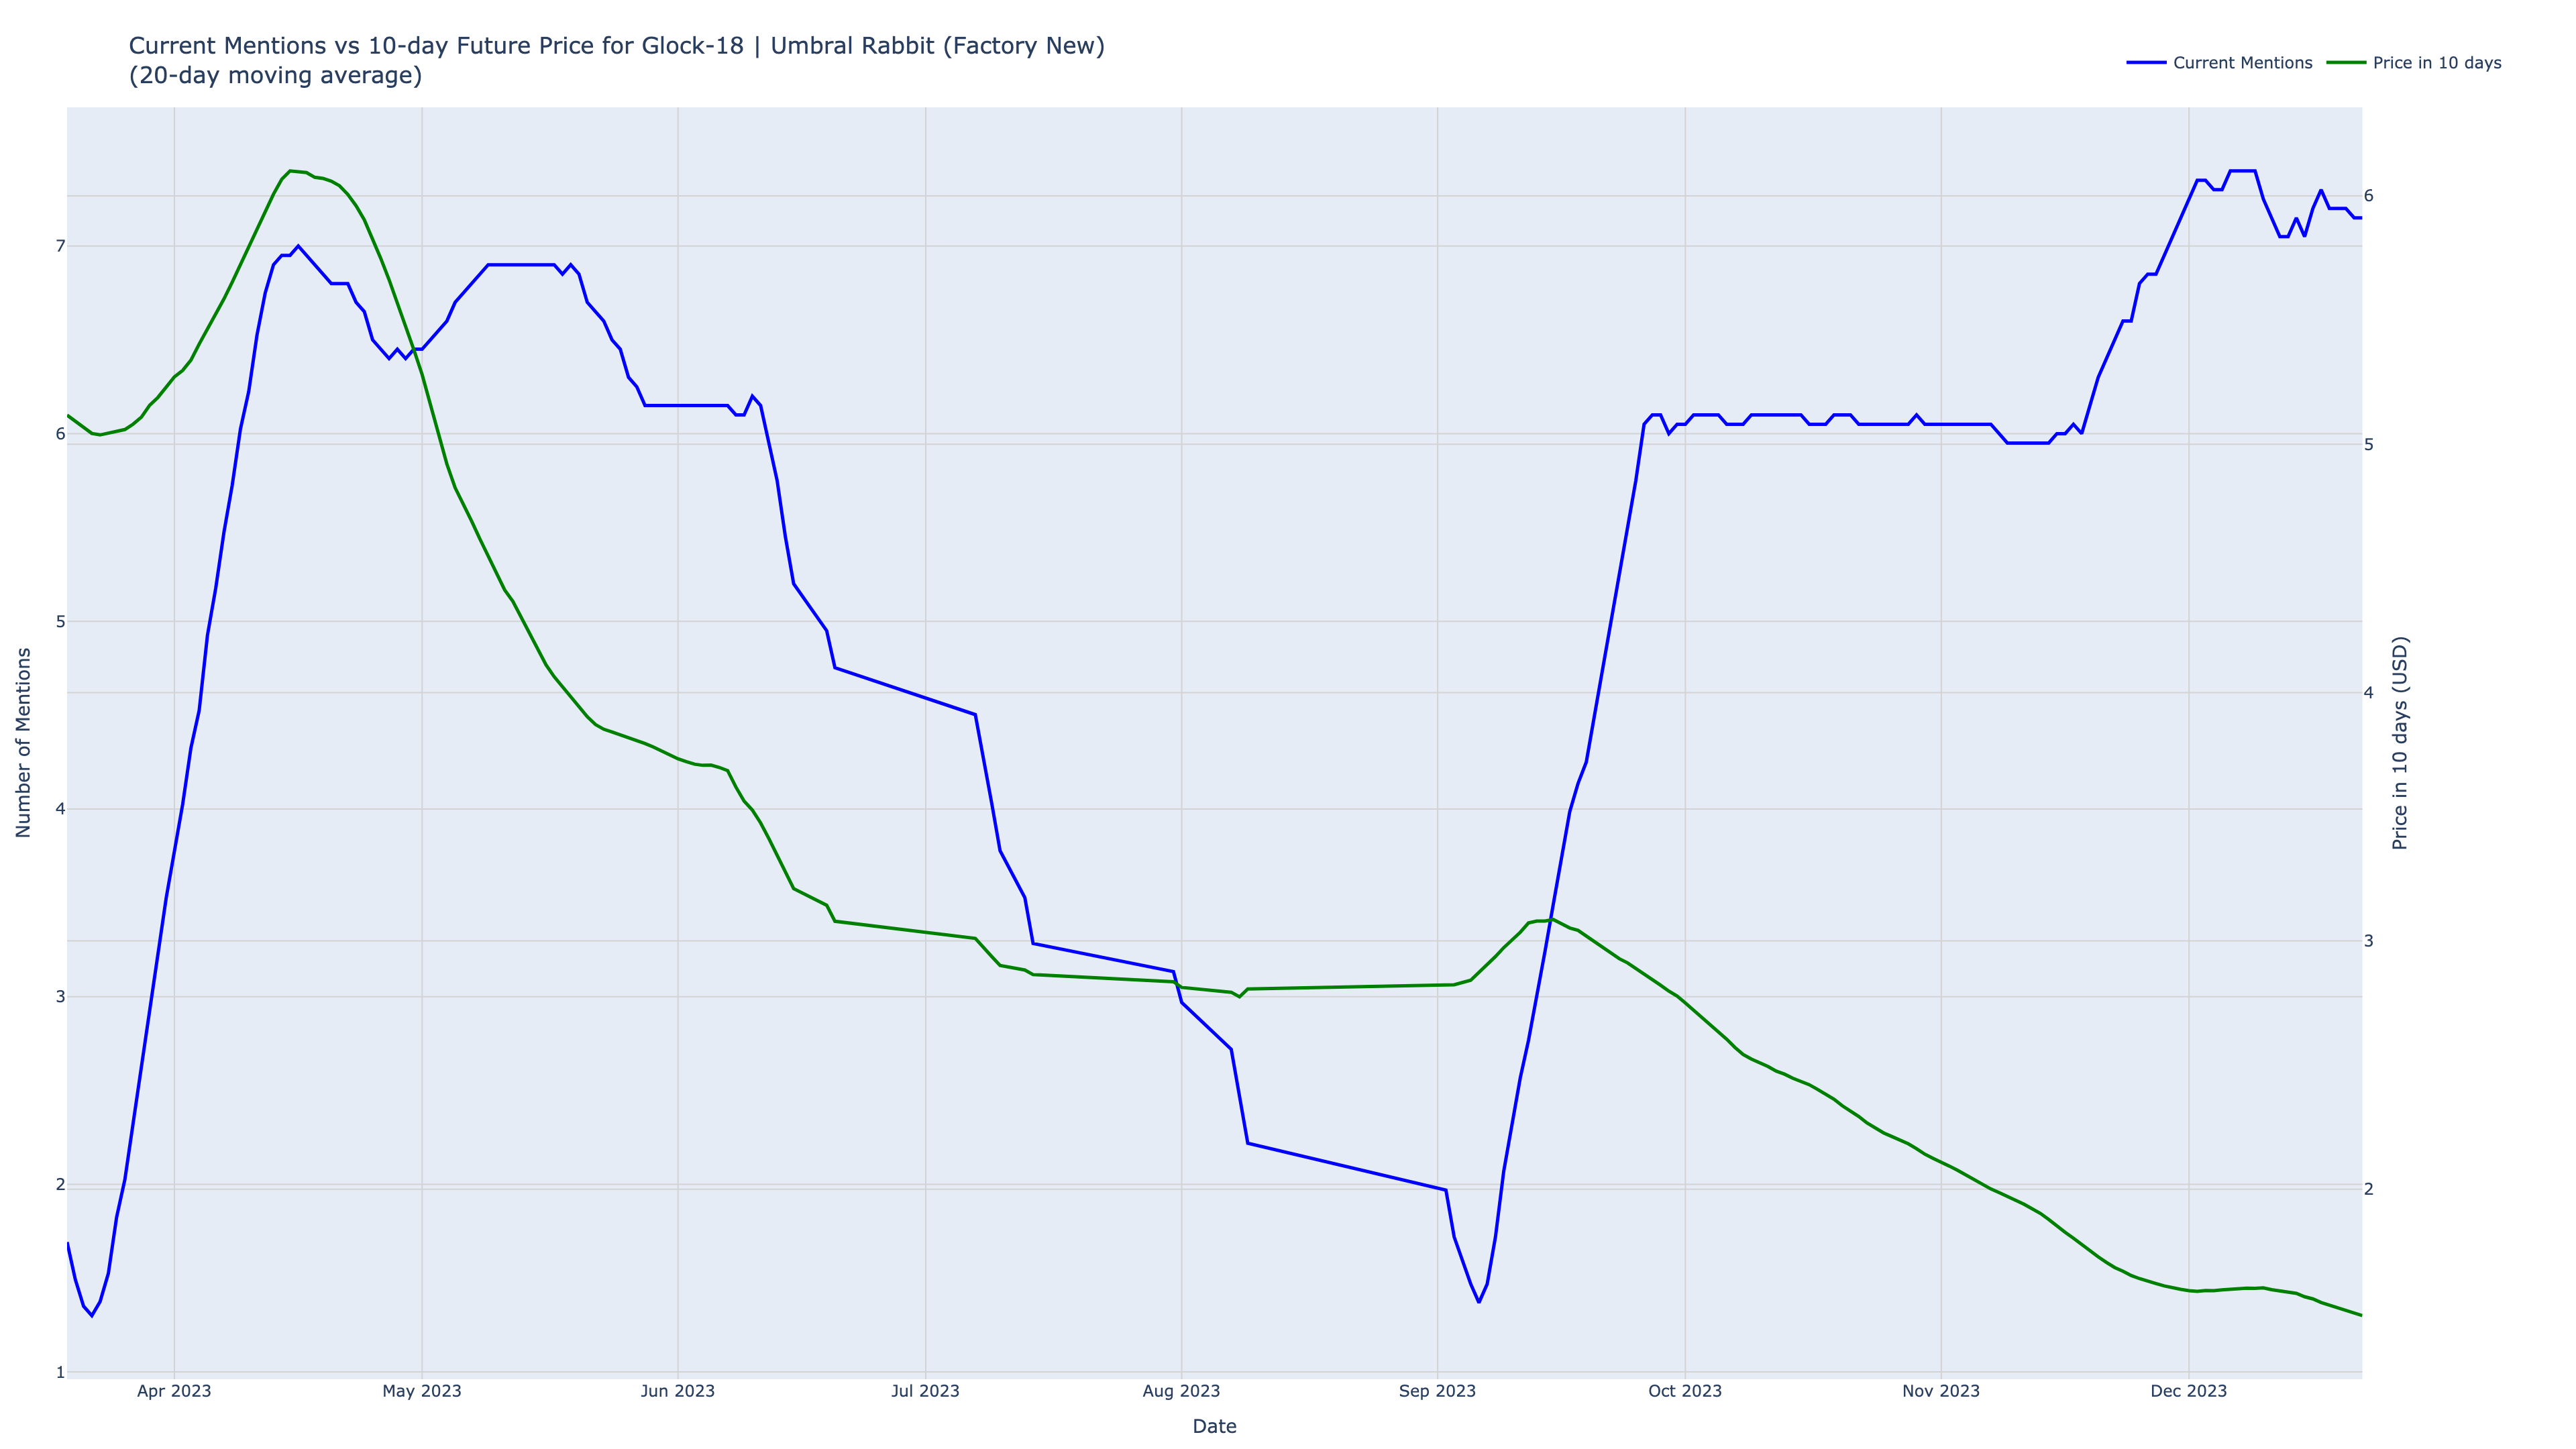 Current Mentions vs 10-day Future Price for Glock-18 | Umbral Rabbit (Factory New)
(20-day moving average)
Current Mentions
Price in 10 days
Number of Mentions
7
6
5
4
3
2
1
6
5
4
3
2
Price in 10 days (USD)
Apr 2023
May 2023
Jun 2023
Jul 2023
Aug 2023
Sep 2023
Oct 2023
Nov 2023
Dec 2023
Date